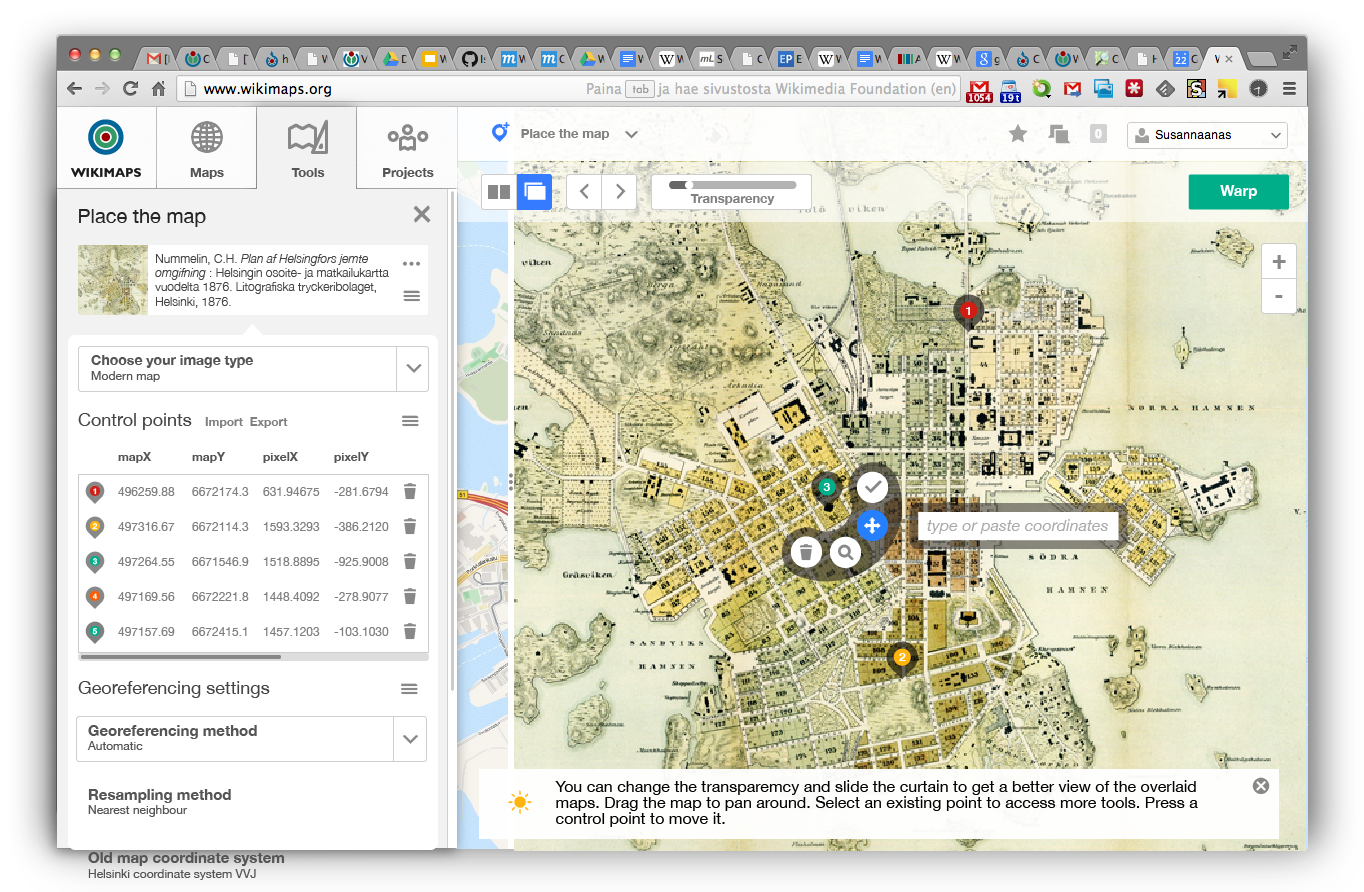 www.wikimaps.org
Paina tab ja hae sivustosta Wikimedia Foundation (en)
1054
19 t
WIKIMAPS
Maps
Tools
Projects
Place the map
0
Susannaanas
Transparency
Warp
Place the map
Nummelin, C.H. Plan af Helsingfors jemte
omgifning : Helsingin osoite- ja matkailukartta
vuodelta 1876. Litografiska tryckeribolaget,
Helsinki, 1876.
Choose your image type
Modern map
Control points Import Export
mapX mapY pixelX pixelY
1 496259.88 6672174.3 631.94675 -281.6794
2 497316.67 6672114.3 1593.3293 -386.2120
3 497264.55 6671546.9 1518.8895 -925.9008
4 497169.56 6672221.8 1448.4092 -278.9077
5 497157.69 6672415.1 1457.1203 -103.1030
Georeferencing settings
Georeferencing method
Automatic
Resampling method
Nearest neighbour
Old map coordinate system
Helsinki coordinate system VVJ
+
-
1
NORRA HAMNEN
3
type or paste coordinates
51
SÖDRA
HAMNEN
Gräsviken
SANDVIKS
HAMNEN
2
You can change the transparemcy and slide the curtain to get a better view of the overlaid
maps. Drag the map to pan around. Select an existing point to access more tools. Press a
control point to move it.